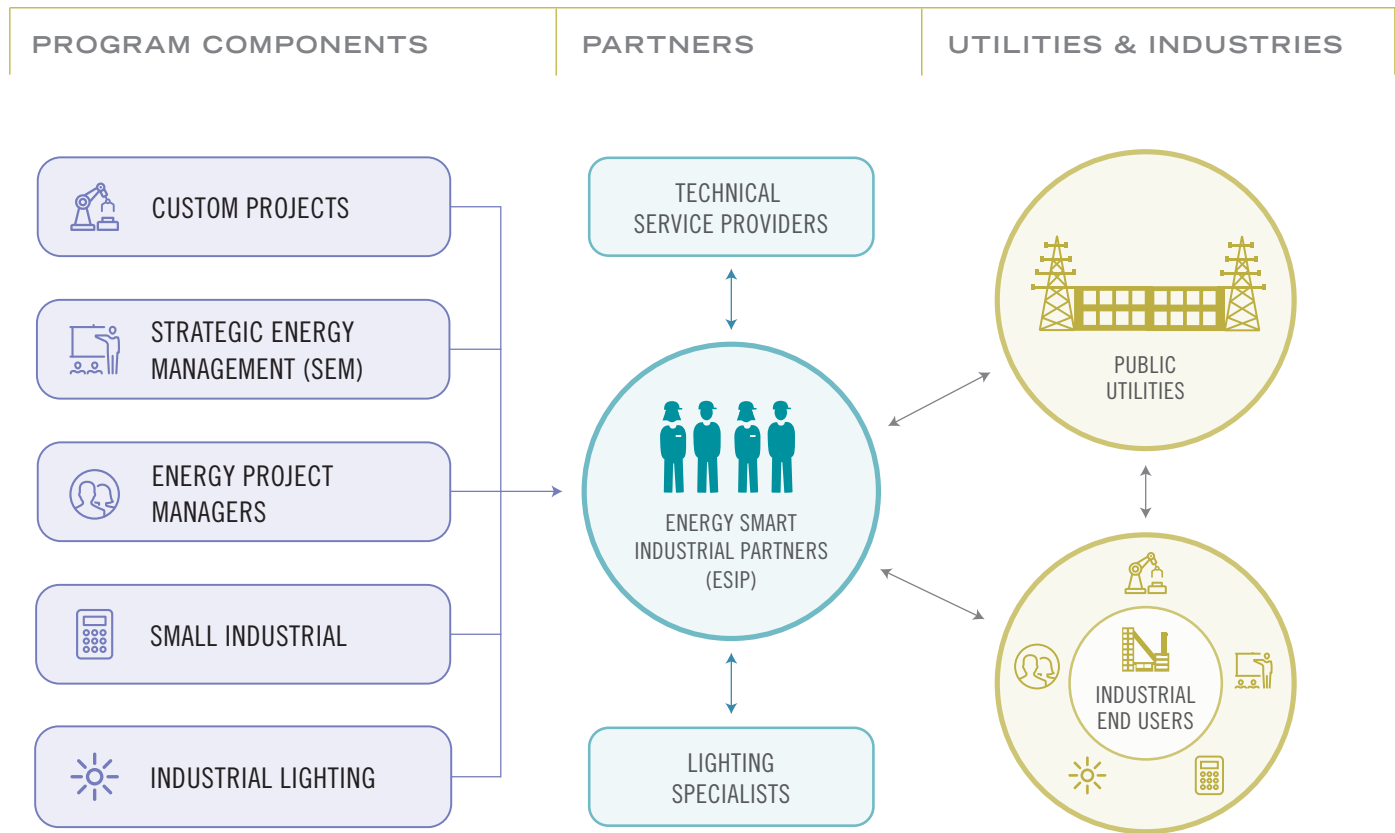 PROGRAM COMPONENTS
PARTNERS
UTILITIES & INDUSTRIES
CUSTOM PROJECTS
STRATEGIC ENERGY
MANAGEMENT (SEM)
ENERGY PROJECT
MANAGERS
SMALL INDUSTRIAL
INDUSTRIAL LIGHTING
TECHNICAL
SERVICE PROVIDERS
ENERGY SMART
INDUSTRIAL PARTNERS
(ESIP)
LIGHTING
SPECIALISTS
PUBLIC
UTILITIES
INDUSTRIAL
END USERS